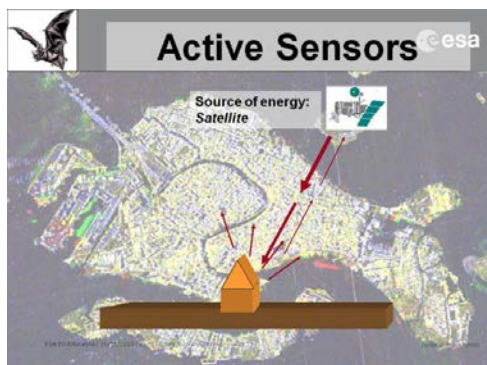 Active Sensors
esa
Source of energy:
Satellite